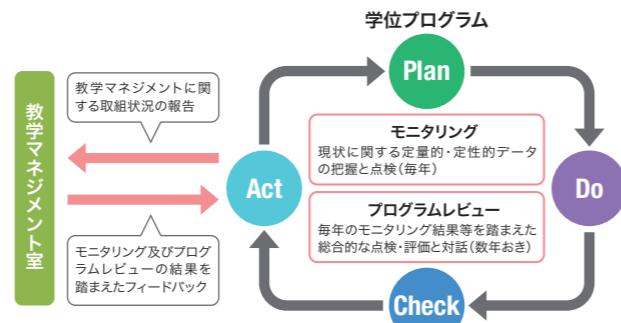 学位プログラム
Plan
教学マネジメントに関
する取組状況の報告
教学マネジメント室
モニタリング
現状に関する定量的・定性的データ
の把握と点検（毎年）
Act
Do
プログラムレビュー
毎年のモニタリング結果等を踏まえた
総合的な点検・評価と対話（数年おき）
モニタリング及びプログ
ラムレビューの結果を
踏まえたフィードバック
Check